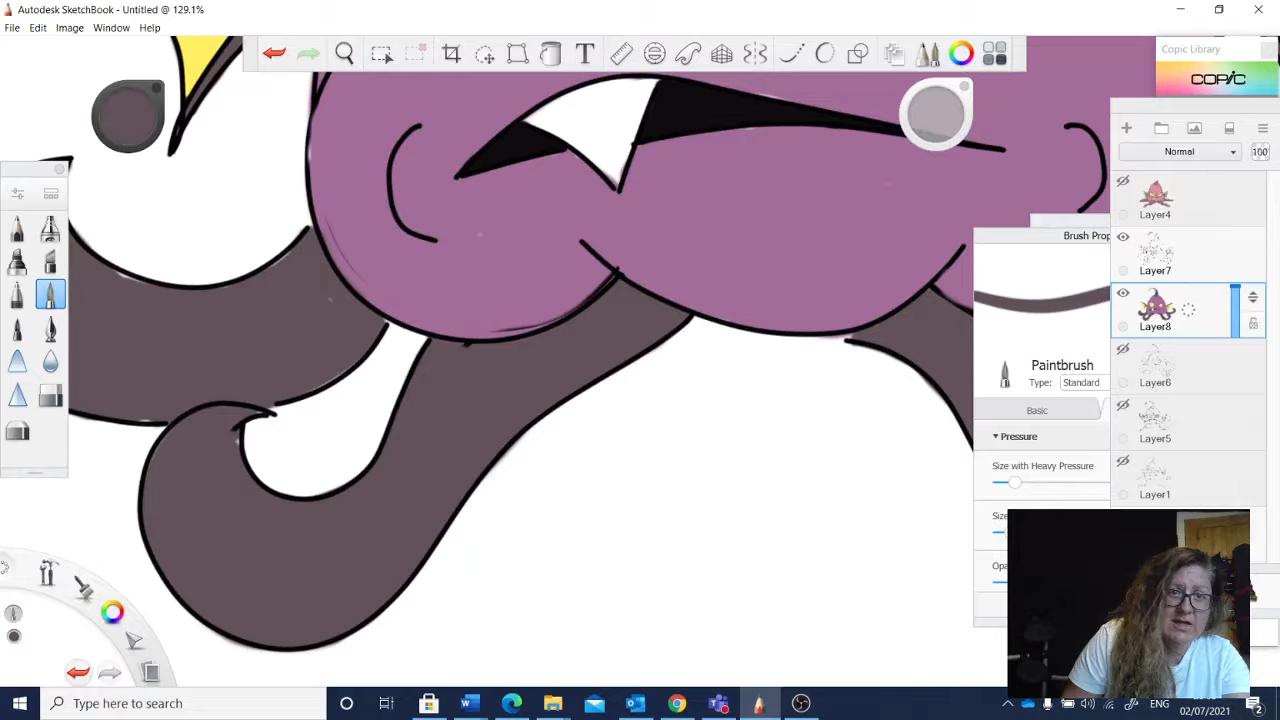 Autodesk SketchBook - Untitled @ 129.1%
File Edit Image Window Help
T
Copic Library
COPIC
Normal 100
Layer4
Layer7
Layer8
Layer6
Layer5
Layer1
Brush Prop
Paintbrush
Type: Standard
Basic
Pressure
Size with Heavy Pressure
Type here to search
ENG
02/07/2021
2